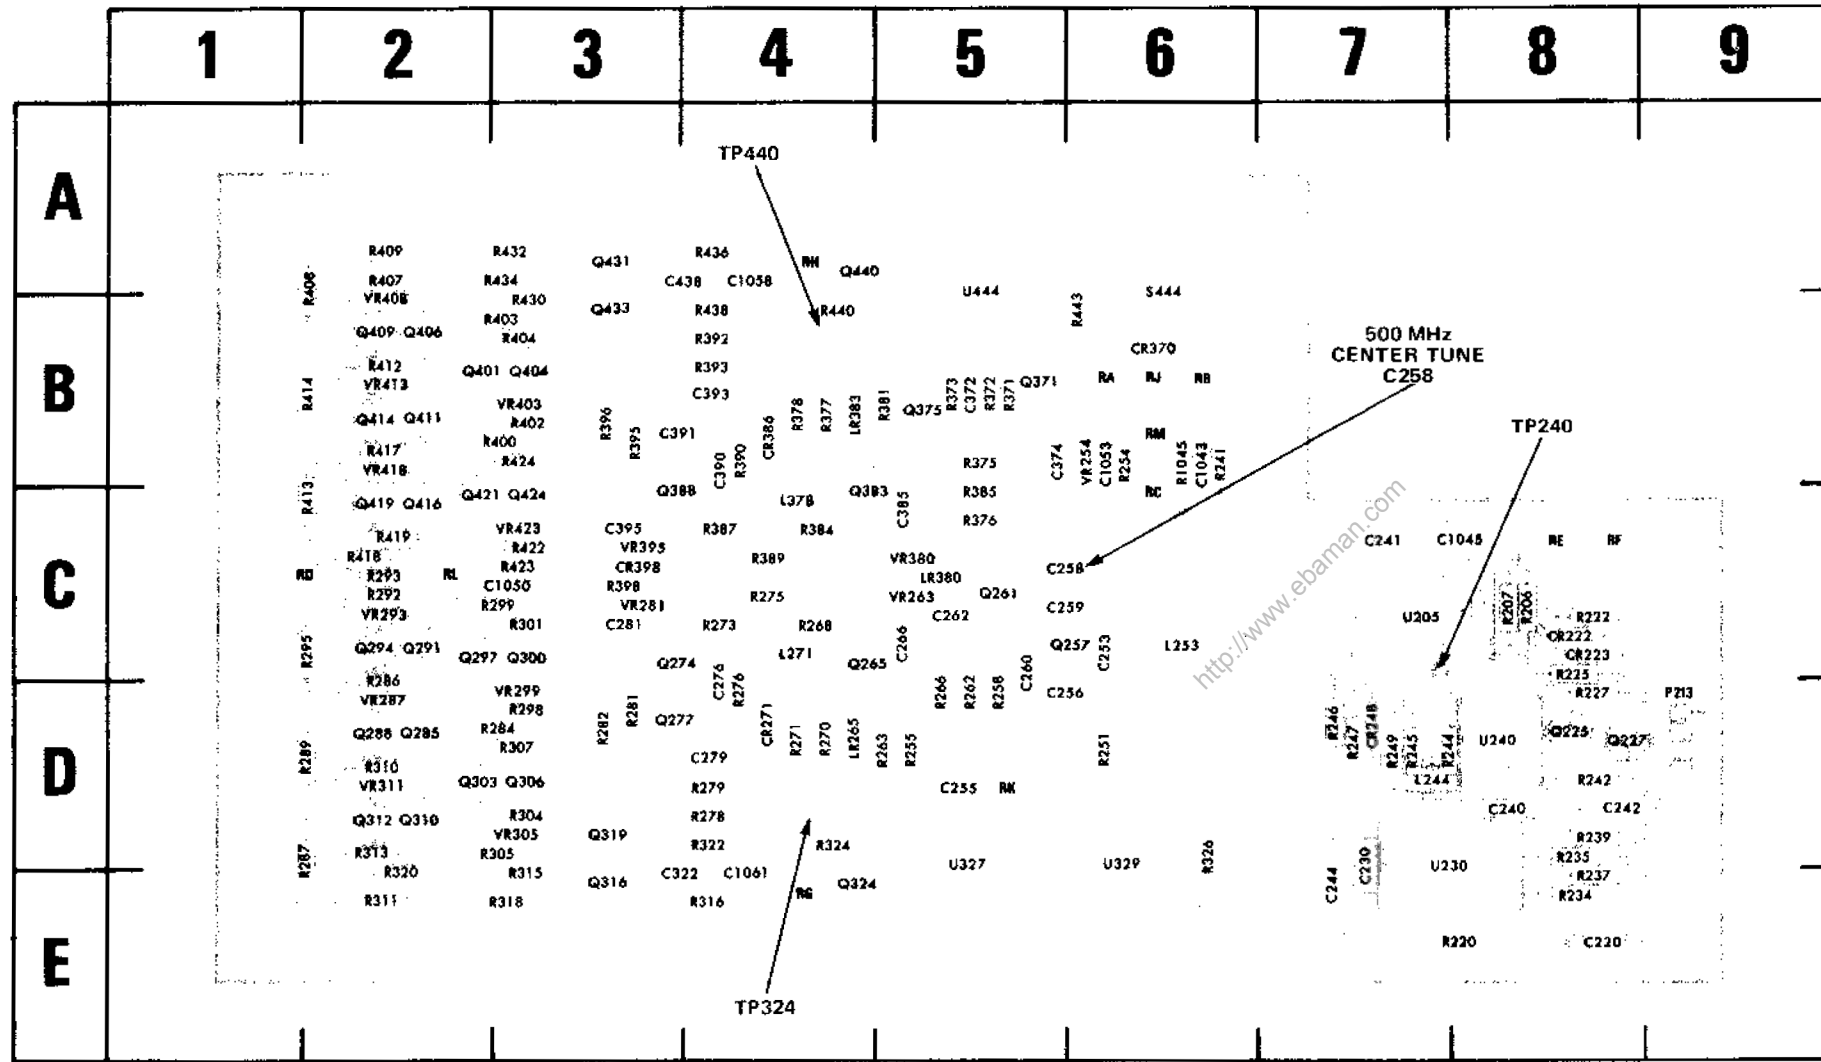 1 2 3 4 5 6 7 8 9
A
TP440
R409 R432 Q431 R436 RH Q440
R408 R407 R434 C438 C1058
VR408 R430 U444 S444
R403 Q433 R438 R440 R443
Q409 Q406 R404 R392
500 MHz
CENTER TUNE
C258
CR370
B
R412 Q401 Q404 R393
R414 VR413 C393 R373 C372 R372 R371 Q371 RA RJ RB
VR403 R378 R377 LR383 R381 Q375
Q414 Q411 R402 R396 R395 C391 CR386 RM
TP240
R400
R417 R424 C390 R390 R375 C374 VR254 C1053 R254 R1045 C1043 R241
VR418
R413 Q421 Q424 Q388 Q383 R385 RC
Q419 Q416 L378 C385
VR423 C395 R387 R384 R376
R419 R422 VR395 C241 C1045 RE RF
R418 R389 VR380
C
RD R293 RL R423 CR398 LR380 C258
R292 C1050 R398 R275 VR263 Q261
R299 VR281 C259 R207 R206
VR293 R301 C281 R273 R268 C262 U205 R222
CR222
R295 Q294 Q291 Q297 Q300 Q274 L271 Q265 C266 Q257 C253 L253 CR223
http://www.ebaman.com
R286 C276 R276 C260 R225
VR287 VR299 R281 R266 R262 R258 C256 R227 P213
R298
Q288 Q285 R284 R282 Q277 CR271 R271 R270 LR265 R246 R247 CR248 Q225
R289 R307 R263 R255 R251 R249 R245 R244 U240 Q227
D
R310 C279
VR311 Q303 Q306 R279 C255 RK L244 R242
R304 R278 C240 C242
Q312 Q310 VR305 Q319 R322 R324 R239
R287 R313 R305 U327 U329 R326 C230 U230 R235
R320 R315 C322 C1061 R237
Q316 RG Q324 C244 R234
R311 R318 R316
E
R220 C220
TP324